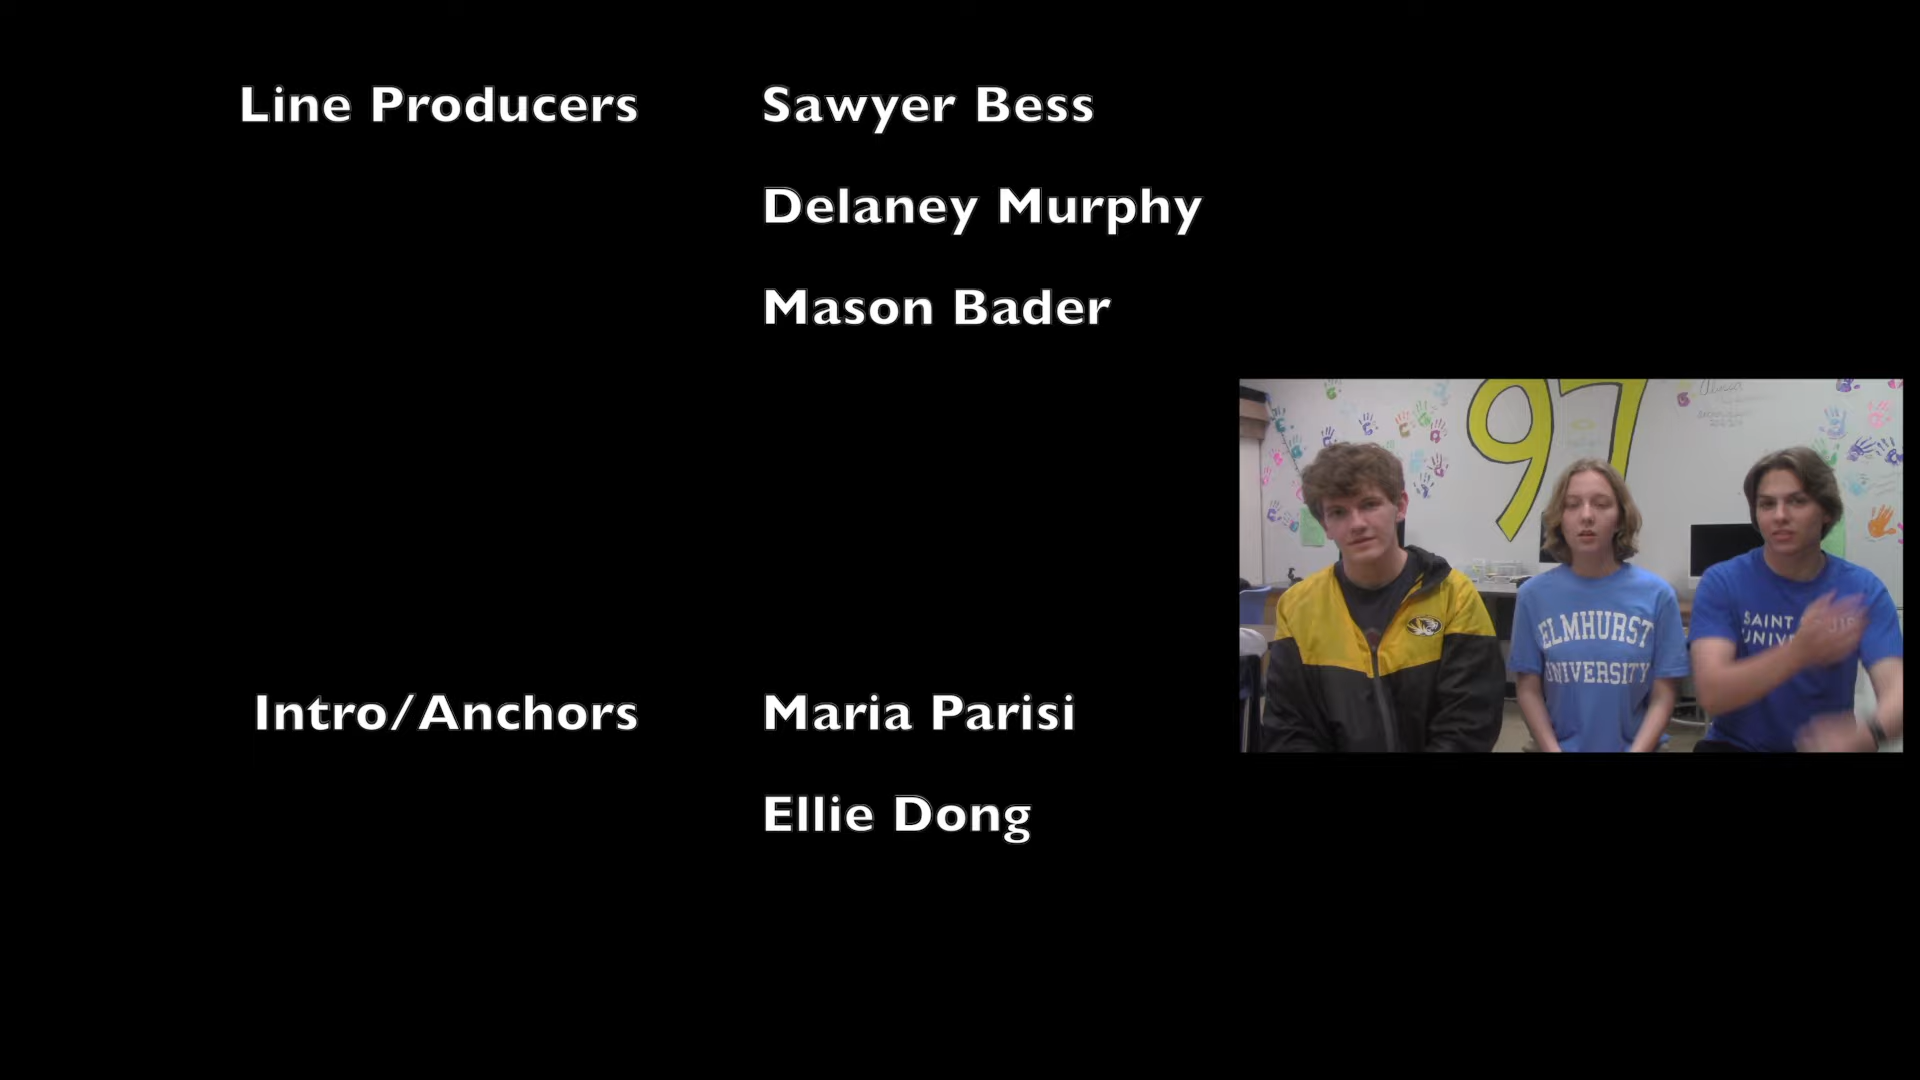 Line Producers Sawyer Bess
Delaney Murphy
Mason Bader
97
ELMHURST
UNIVERSITY
SAINT
Intro/Anchors Maria Parisi
Ellie Dong